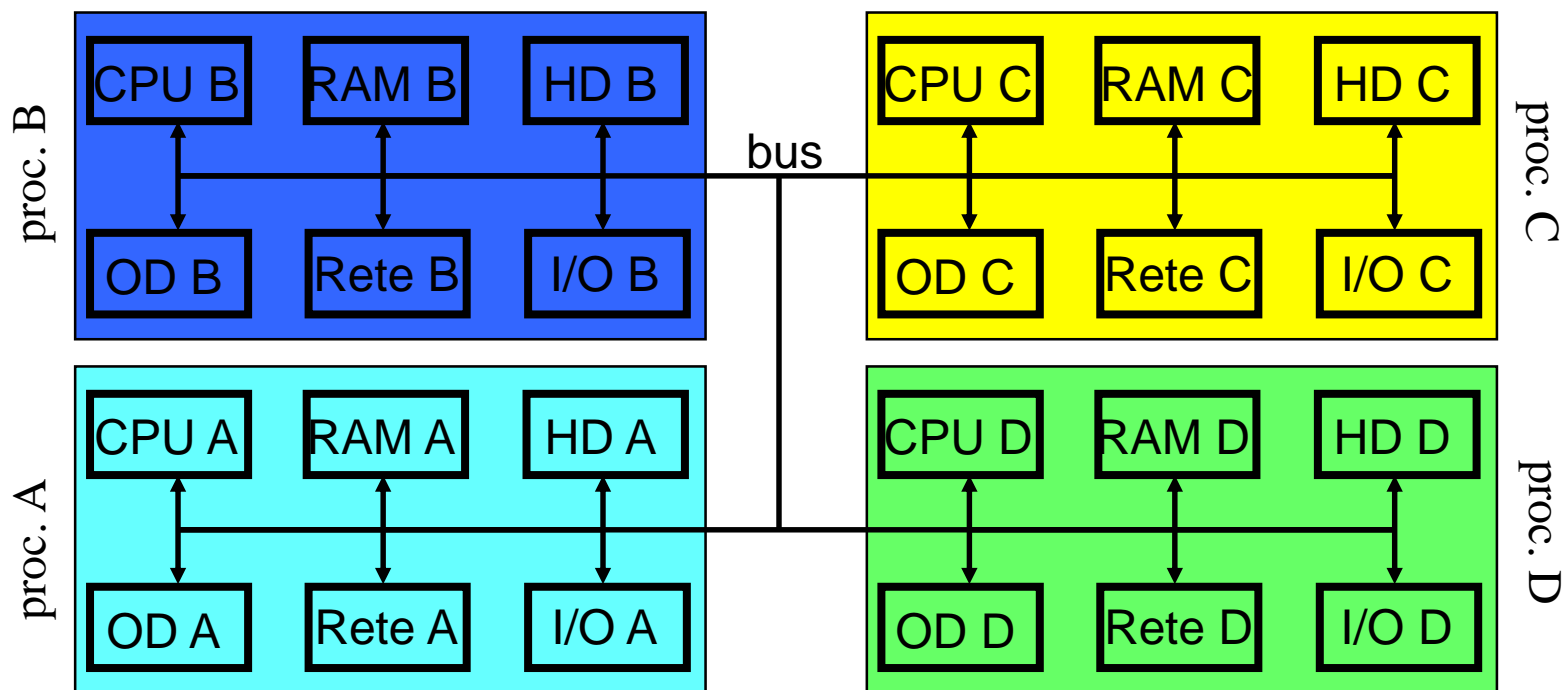 proc. B
CPU B RAM B HD B
OD B Rete B I/O B
bus
CPU C RAM C HD C
OD C Rete C I/O C
proc. C
proc. A
CPU A RAM A HD A
OD A Rete A I/O A
CPU D RAM D HD D
OD D Rete D I/O D
proc. D